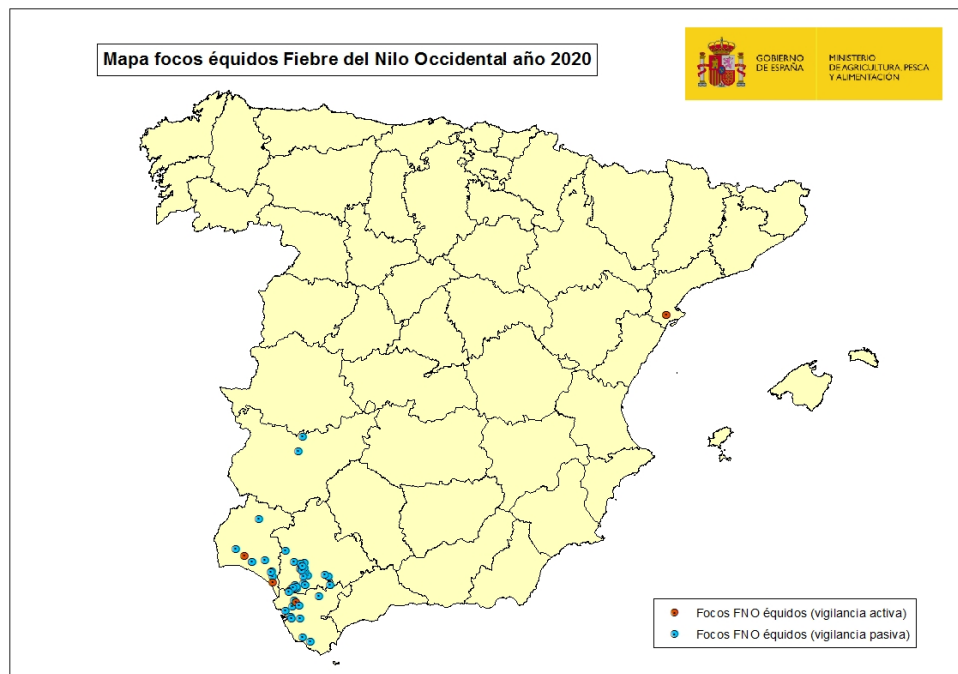 Mapa focos équidos Fiebre del Nilo Occidental año 2020
GOBIERNO
DE ESPAÑA
MINISTERIO
DE AGRICULTURA, PESCA
Y ALIMENTACIÓN
Focos FNO équidos (vigilancia activa)
Focos FNO équidos (vigilancia pasiva)